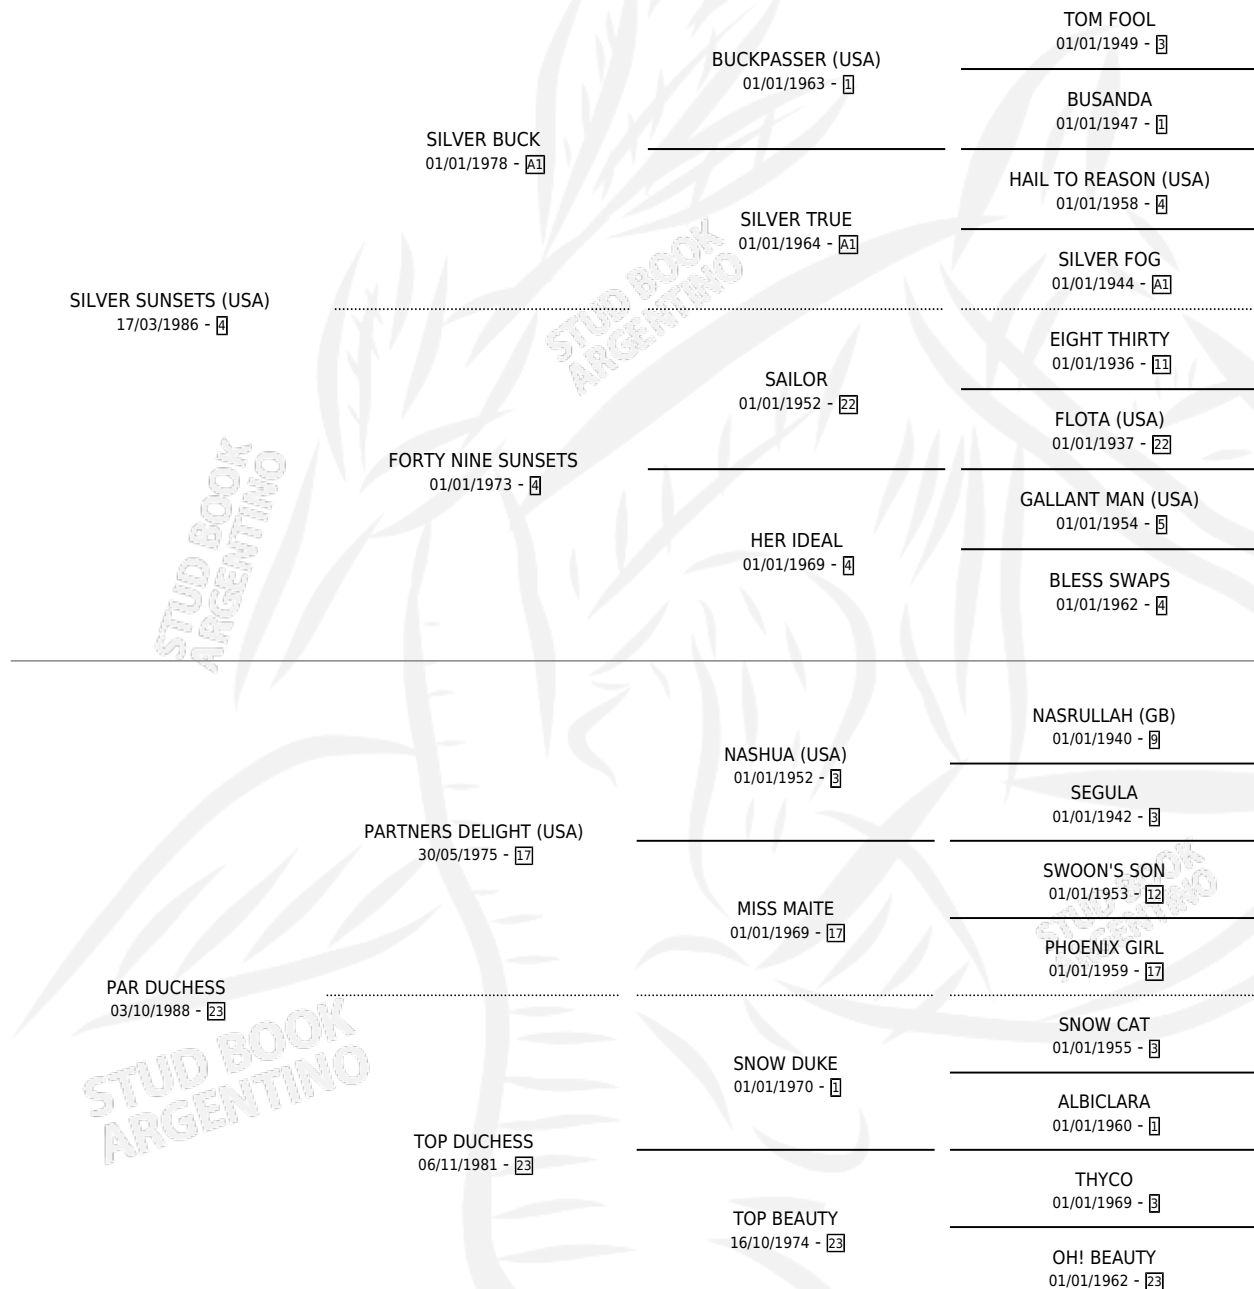 TOM FOOL
01/01/1949 - 3
BUCKPASSER (USA)
01/01/1963 - 1
BUSANDA
01/01/1947 - 1
SILVER BUCK
01/01/1978 - A1
HAIL TO REASON (USA)
01/01/1958 - 4
SILVER TRUE
01/01/1964 - A1
SILVER FOG
01/01/1944 - A1
SILVER SUNSETS (USA)
17/03/1986 - 4
STUD BOOK
ARGENTINO
EIGHT THIRTY
01/01/1936 - 11
SAILOR
01/01/1952 - 22
FLOTA (USA)
01/01/1937 - 22
FORTY NINE SUNSETS
01/01/1973 - 4
GALLANT MAN (USA)
01/01/1954 - 5
HER IDEAL
01/01/1969 - 4
BLESS SWAPS
01/01/1962 - 4
STUD BOOK
ARGENTINO
NASRULLAH (GB)
01/01/1940 - 9
NASHUA (USA)
01/01/1952 - 3
SEGULA
01/01/1942 - 3
PARTNERS DELIGHT (USA)
30/05/1975 - 17
SWOON'S SON
01/01/1953 - 12
MISS MAITE
01/01/1969 - 17
STUD BOOK
ARGENTINO
PHOENIX GIRL
01/01/1959 - 17
PAR DUCHESS
03/10/1988 - 23
STUD BOOK
ARGENTINO
SNOW CAT
01/01/1955 - 3
SNOW DUKE
01/01/1970 - 1
ALBICLARA
01/01/1960 - 1
TOP DUCHESS
06/11/1981 - 23
THYCO
01/01/1969 - 3
TOP BEAUTY
16/10/1974 - 23
OH! BEAUTY
01/01/1962 - 23